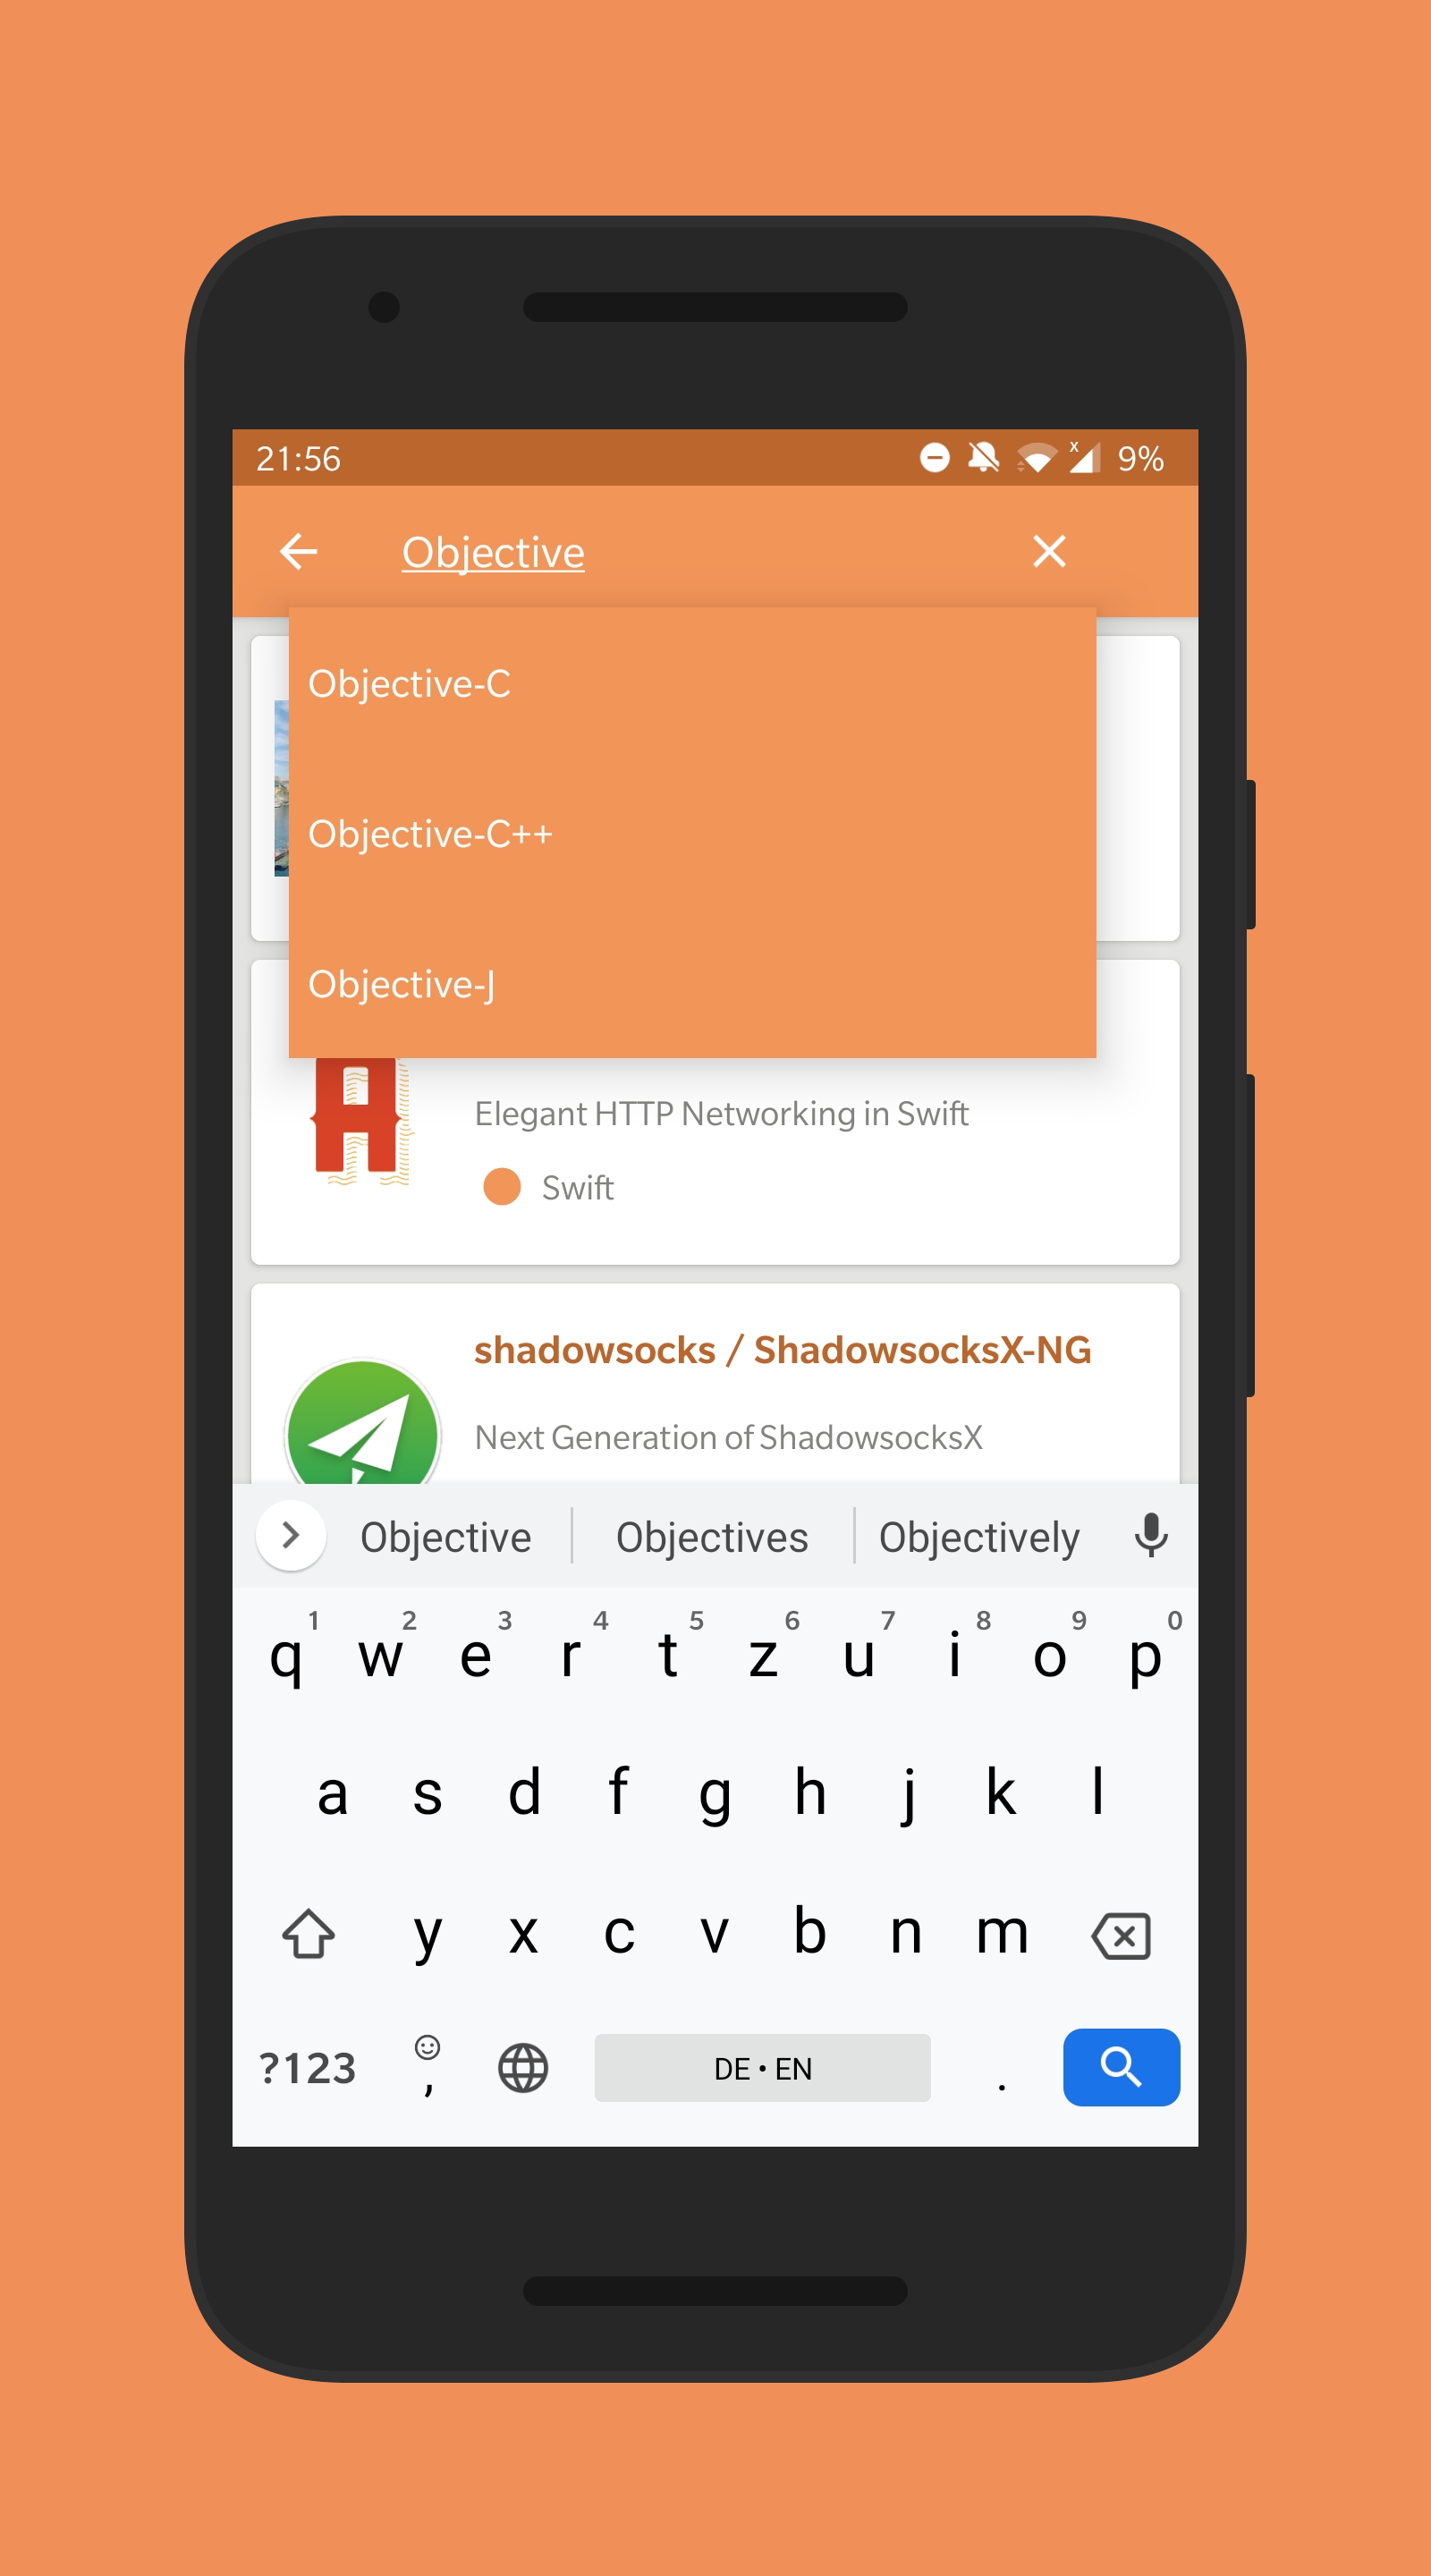 21:56 x 9%
Objective
Objective-C
Objective-C++
Objective-J
Elegant HTTP Networking in Swift
Swift
shadowsocks / ShadowsocksX-NG
Next Generation of ShadowsocksX
Objective Objectives Objectively
1 2 3 4 5 6 7 8 9 0
q w e r t z u i o p
a s d f g h j k l
y x c v b n m
?123 , DE • EN .